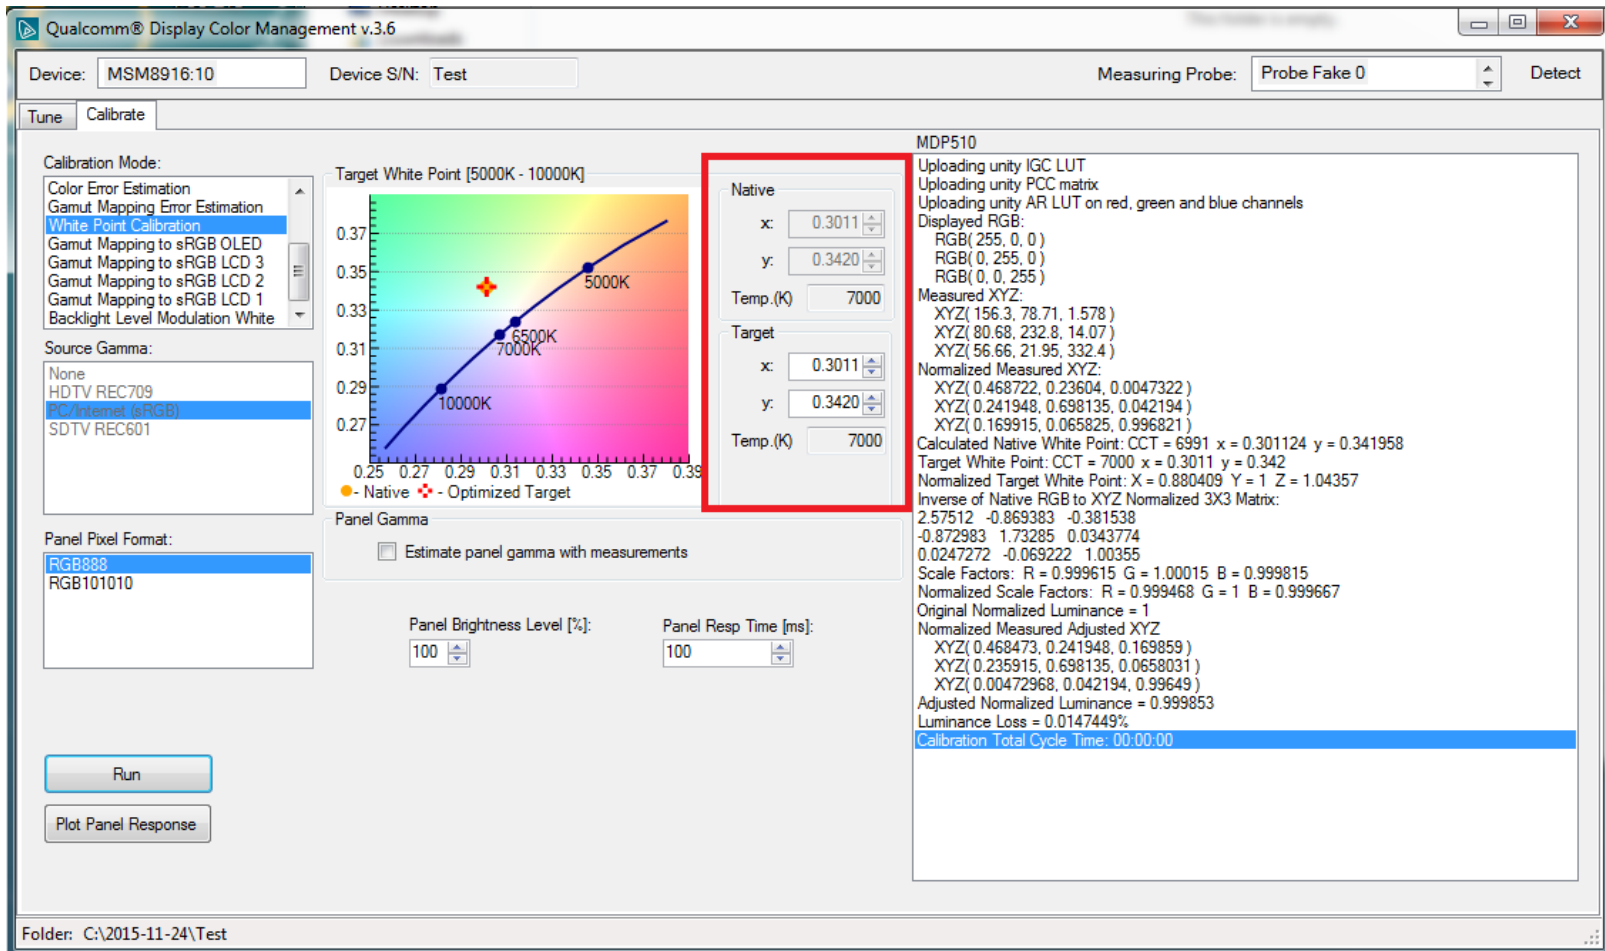 Qualcomm® Display Color Management v.3.6
Device: MSM8916:10 Device S/N: Test Measuring Probe: Probe Fake 0 Detect
Tune Calibrate
Calibration Mode:
Color Error Estimation
Gamut Mapping Error Estimation
White Point Calibration
Gamut Mapping to sRGB OLED
Gamut Mapping to sRGB LCD 3
Gamut Mapping to sRGB LCD 2
Gamut Mapping to sRGB LCD 1
Backlight Level Modulation White
Source Gamma:
None
HDTV REC709
PC/Internet (sRGB)
SDTV REC601
Panel Pixel Format:
RGB888
RGB101010
Run
Plot Panel Response
Target White Point [5000K - 10000K]
0.37
0.35
0.33
0.31
0.29
0.27
5000K
6500K
7000K
10000K
0.25 0.27 0.29 0.31 0.33 0.35 0.37 0.39
- Native - Optimized Target
Native
x: 0.3011
y: 0.3420
Temp.(K) 7000
Target
x: 0.3011
y: 0.3420
Temp.(K) 7000
Panel Gamma
Estimate panel gamma with measurements
Panel Brightness Level [%]: Panel Resp Time [ms]:
100 100
MDP510
Uploading unity IGC LUT
Uploading unity PCC matrix
Uploading unity AR LUT on red, green and blue channels
Displayed RGB:
RGB( 255, 0, 0 )
RGB( 0, 255, 0 )
RGB( 0, 0, 255 )
Measured XYZ:
XYZ( 156.3, 78.71, 1.578 )
XYZ( 80.68, 232.8, 14.07 )
XYZ( 56.66, 21.95, 332.4 )
Normalized Measured XYZ:
XYZ( 0.468722, 0.23604, 0.0047322 )
XYZ( 0.241948, 0.698135, 0.042194 )
XYZ( 0.169915, 0.065825, 0.996821 )
Calculated Native White Point: CCT = 6991 x = 0.301124 y = 0.341958
Target White Point: CCT = 7000 x = 0.3011 y = 0.342
Normalized Target White Point: X = 0.880409 Y = 1 Z = 1.04357
Inverse of Native RGB to XYZ Normalized 3X3 Matrix:
2.57512 -0.869383 -0.381538
-0.872983 1.73285 0.0343774
0.0247272 -0.069222 1.00355
Scale Factors: R = 0.999615 G = 1.00015 B = 0.999815
Normalized Scale Factors: R = 0.999468 G = 1 B = 0.999667
Original Normalized Luminance = 1
Normalized Measured Adjusted XYZ
XYZ( 0.468473, 0.241948, 0.169859 )
XYZ( 0.235915, 0.698135, 0.0658031 )
XYZ( 0.00472968, 0.042194, 0.99649 )
Adjusted Normalized Luminance = 0.999853
Luminance Loss = 0.0147449%
Calibration Total Cycle Time: 00:00:00
Folder: C:\2015-11-24\Test